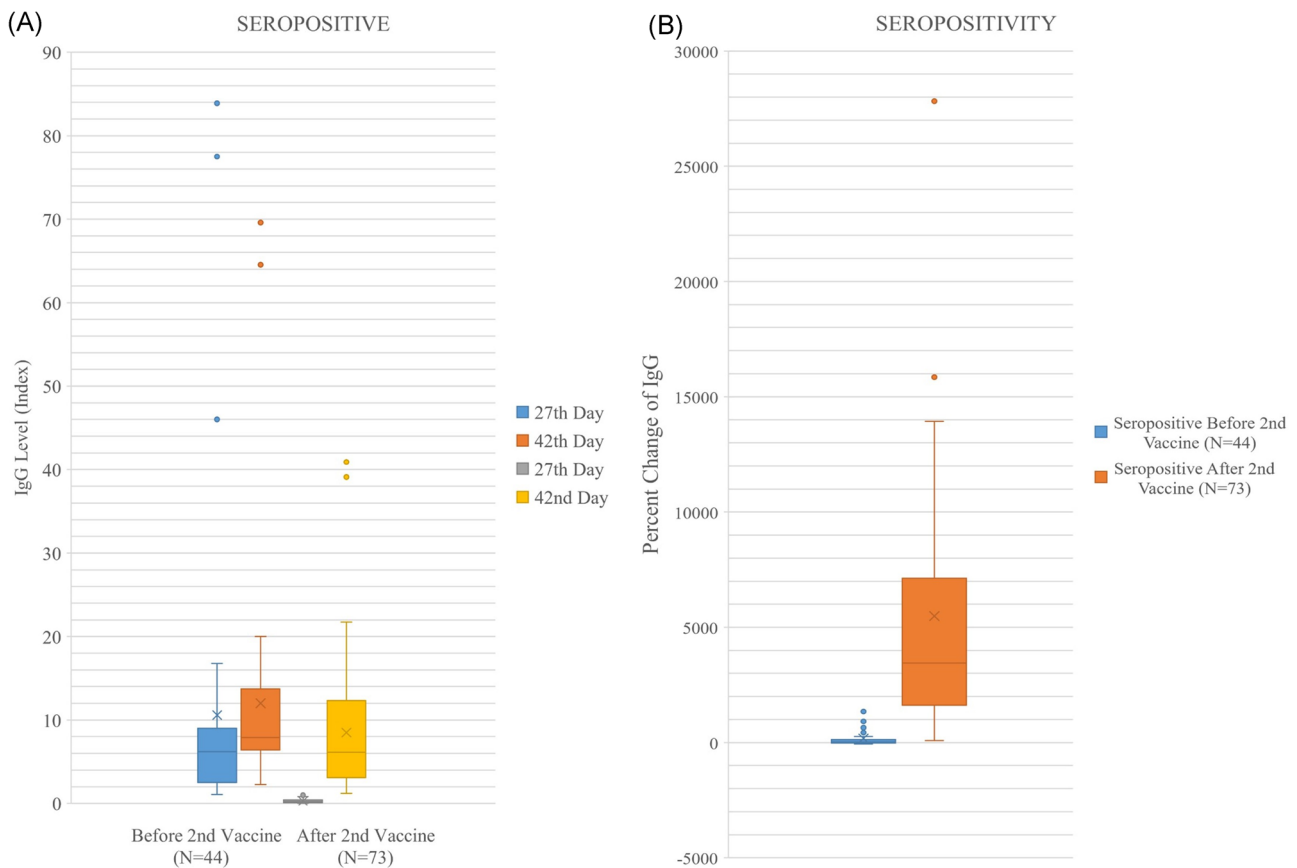 (A)
SEROPOSITIVE
90
80
70
60
50
40
30
20
10
0
IgG Level (Index)
Before 2nd Vaccine
(N=44)
After 2nd Vaccine
(N=73)
27th Day
42th Day
27th Day
42nd Day
(B)
SEROPOSITIVITY
30000
25000
20000
15000
10000
5000
0
-5000
Percent Change of IgG
Seropositive Before 2nd
Vaccine (N=44)
Seropositive After 2nd
Vaccine (N=73)